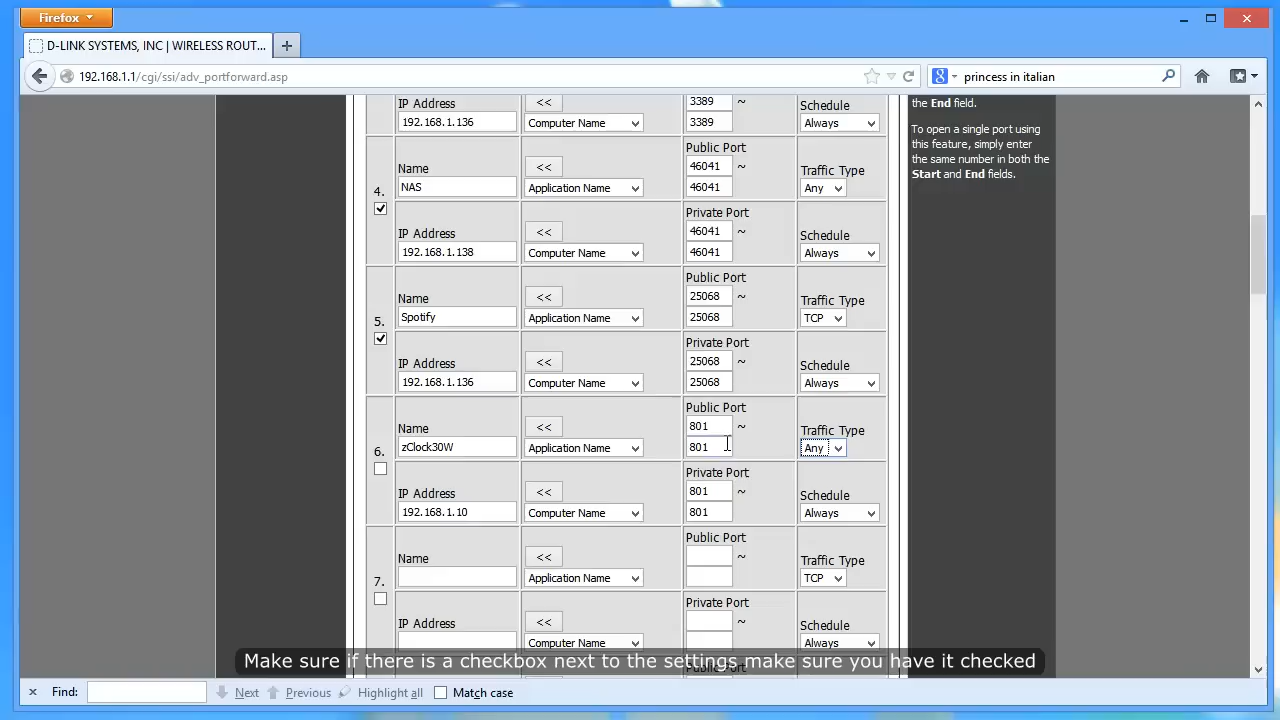 Firefox
D-LINK SYSTEMS, INC | WIRELESS ROUT...
192.168.1.1/cgi/ssi/adv_portforward.asp
princess in italian
IP Address
192.168.1.136
<<
Computer Name
3389 ~
3389
Schedule
Always
4.
Name
NAS
<<
Application Name
Public Port
46041 ~
46041
Traffic Type
Any
IP Address
192.168.1.138
<<
Computer Name
Private Port
46041 ~
46041
Schedule
Always
5.
Name
Spotify
<<
Application Name
Public Port
25068 ~
25068
Traffic Type
TCP
IP Address
192.168.1.136
<<
Computer Name
Private Port
25068 ~
25068
Schedule
Always
6.
Name
zClock30W
<<
Application Name
Public Port
801 ~
801
Traffic Type
Any
IP Address
192.168.1.10
<<
Computer Name
Private Port
801 ~
801
Schedule
Always
7.
Name
<<
Application Name
Public Port
~
Traffic Type
TCP
IP Address
<<
Computer Name
Private Port
~
Schedule
Always
the End field.
To open a single port using
this feature, simply enter
the same number in both the
Start and End fields.
Make sure if there is a checkbox next to the settings make sure you have it checked
Find: Next Previous Highlight all Match case